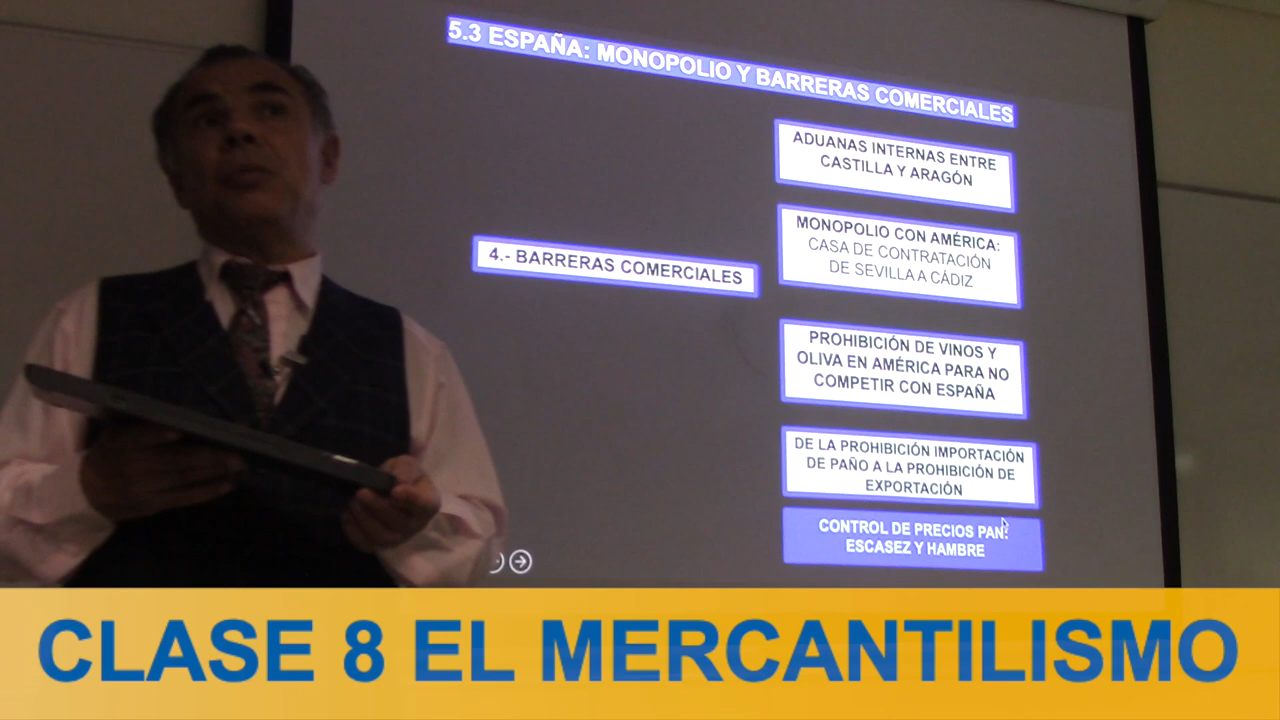 5.3 ESPAÑA: MONOPOLIO Y BARRERAS COMERCIALES
4.- BARRERAS COMERCIALES
ADUANAS INTERNAS ENTRE
CASTILLA Y ARAGÓN
MONOPOLIO CON AMÉRICA:
CASA DE CONTRATACIÓN
DE SEVILLA A CÁDIZ
PROHIBICIÓN DE VINOS Y
OLIVA EN AMÉRICA PARA NO
COMPETIR CON ESPAÑA
DE LA PROHIBICIÓN IMPORTACIÓN
DE PAÑO A LA PROHIBICIÓN DE
EXPORTACIÓN
CONTROL DE PRECIOS PAN:
ESCASEZ Y HAMBRE
CLASE 8 EL MERCANTILISMO